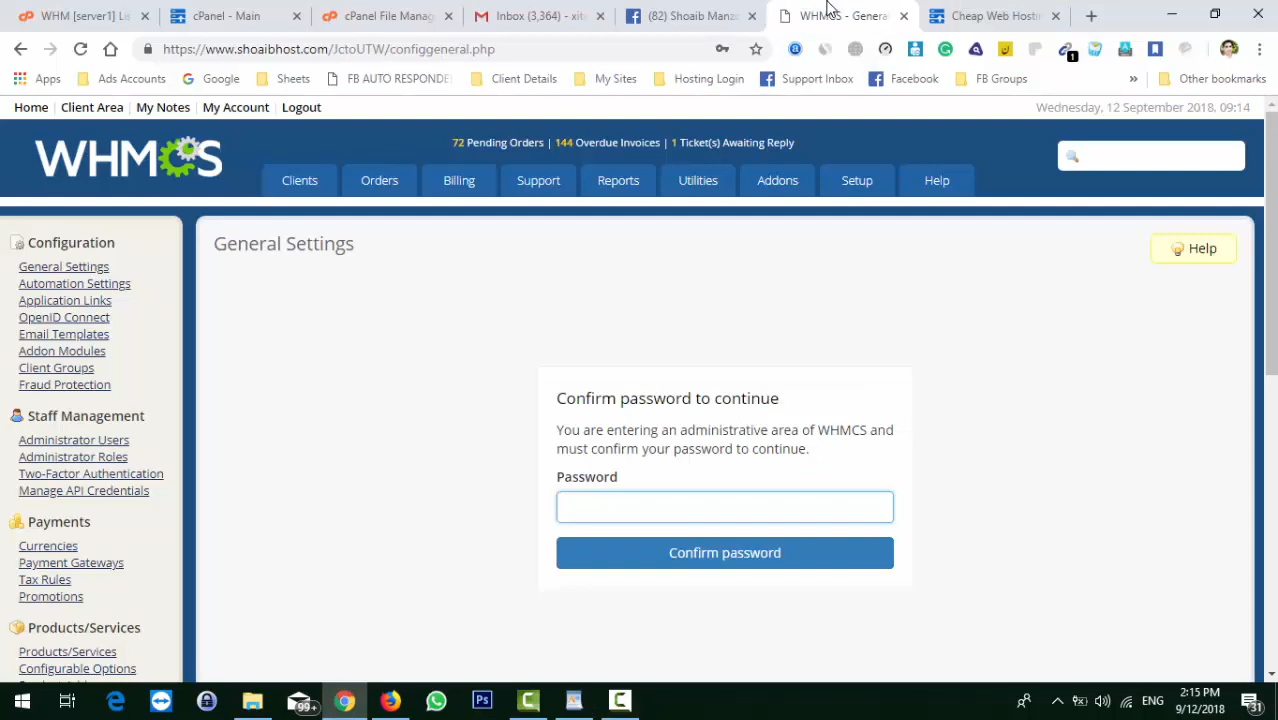 WHM [server1] Li
cPanel - Main
cPanel File Manag
Inbox (3,364) - xit
(82) Shoaib Manz
WHMCS - Genera
Cheap Web Hostin
https://www.shoaibhost.com/JctoUTW/configgeneral.php
1
Apps
Ads Accounts
Google
Sheets
FB AUTO RESPONDE
Client Details
My Sites
Hosting Login
Support Inbox
Facebook
FB Groups
»
Other bookmarks
Home
Client Area
My Notes
My Account
Logout
Wednesday, 12 September 2018, 09:14
WHMCS
72 Pending Orders | 144 Overdue Invoices | 1 Ticket(s) Awaiting Reply
Clients
Orders
Billing
Support
Reports
Utilities
Addons
Setup
Help
Configuration
General Settings
Automation Settings
Application Links
OpenID Connect
Email Templates
Addon Modules
Client Groups
Fraud Protection
Staff Management
Administrator Users
Administrator Roles
Two-Factor Authentication
Manage API Credentials
Payments
Currencies
Payment Gateways
Tax Rules
Promotions
Products/Services
Products/Services
Configurable Options
General Settings
Help
Confirm password to continue
You are entering an administrative area of WHMCS and
must confirm your password to continue.
Password
Confirm password
99+
Ps
ENG
2:15 PM
9/12/2018
31